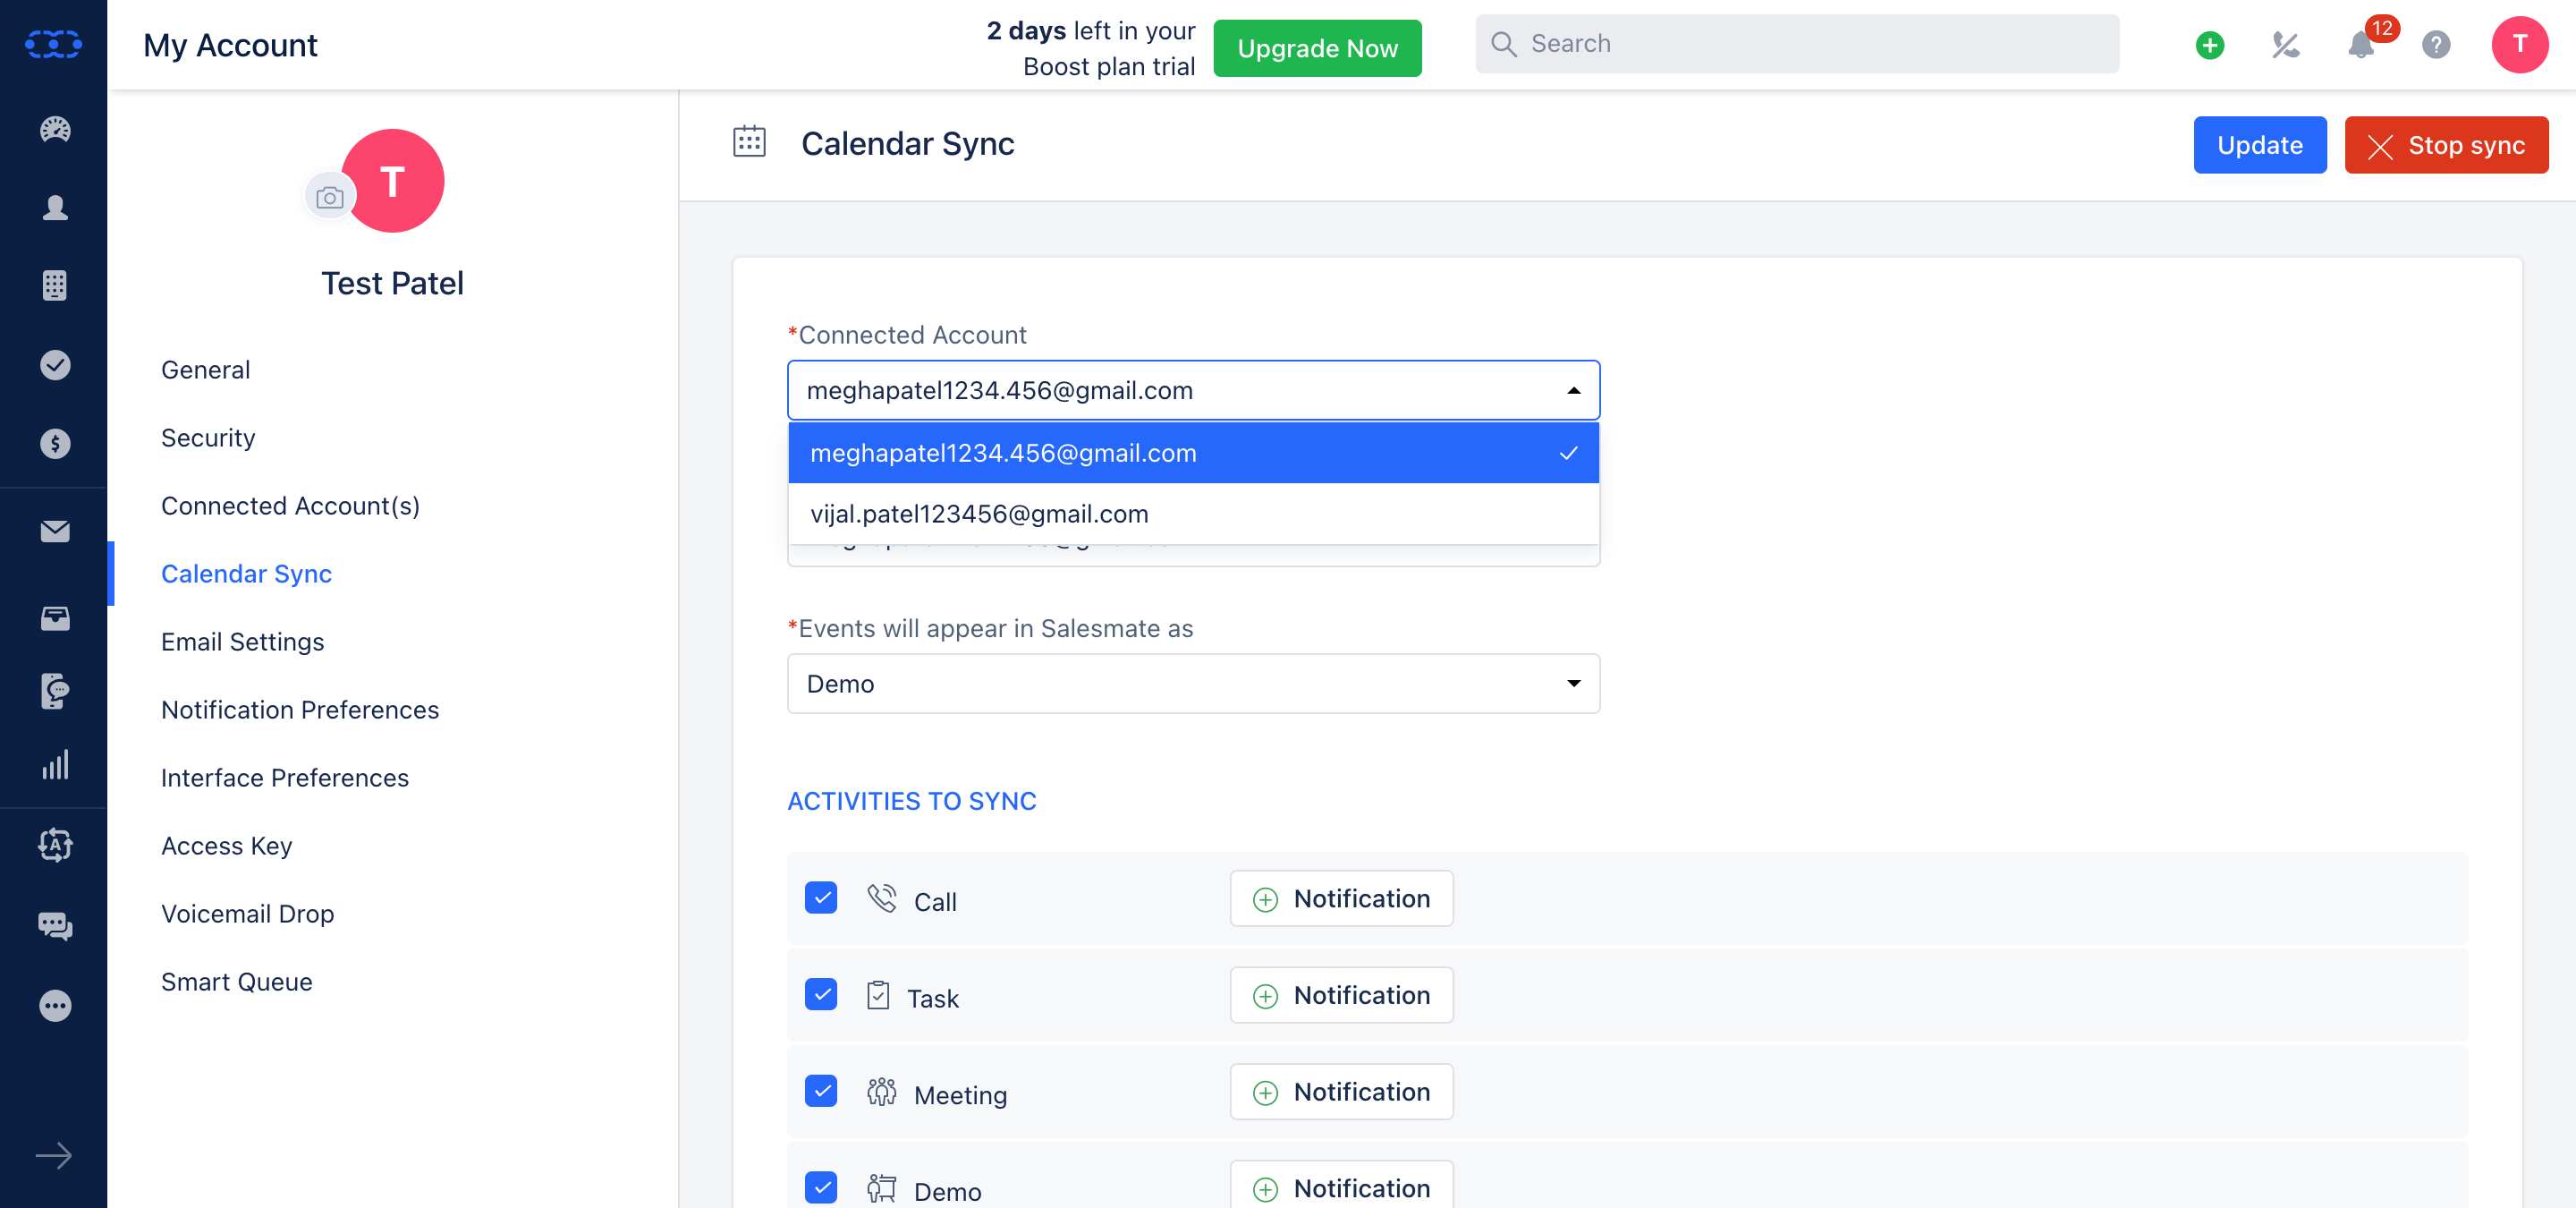 My Account
2 days left in your
Boost plan trial
Upgrade Now
Search
12
?
T
T
Test Patel
General
Security
Connected Account(s)
Calendar Sync
Email Settings
Notification Preferences
Interface Preferences
Access Key
Voicemail Drop
Smart Queue
Calendar Sync
Update
Stop sync
*Connected Account
meghapatel1234.456@gmail.com
meghapatel1234.456@gmail.com
vijal.patel123456@gmail.com
*Events will appear in Salesmate as
Demo
ACTIVITIES TO SYNC
Call
Notification
Task
Notification
Meeting
Notification
Demo
Notification